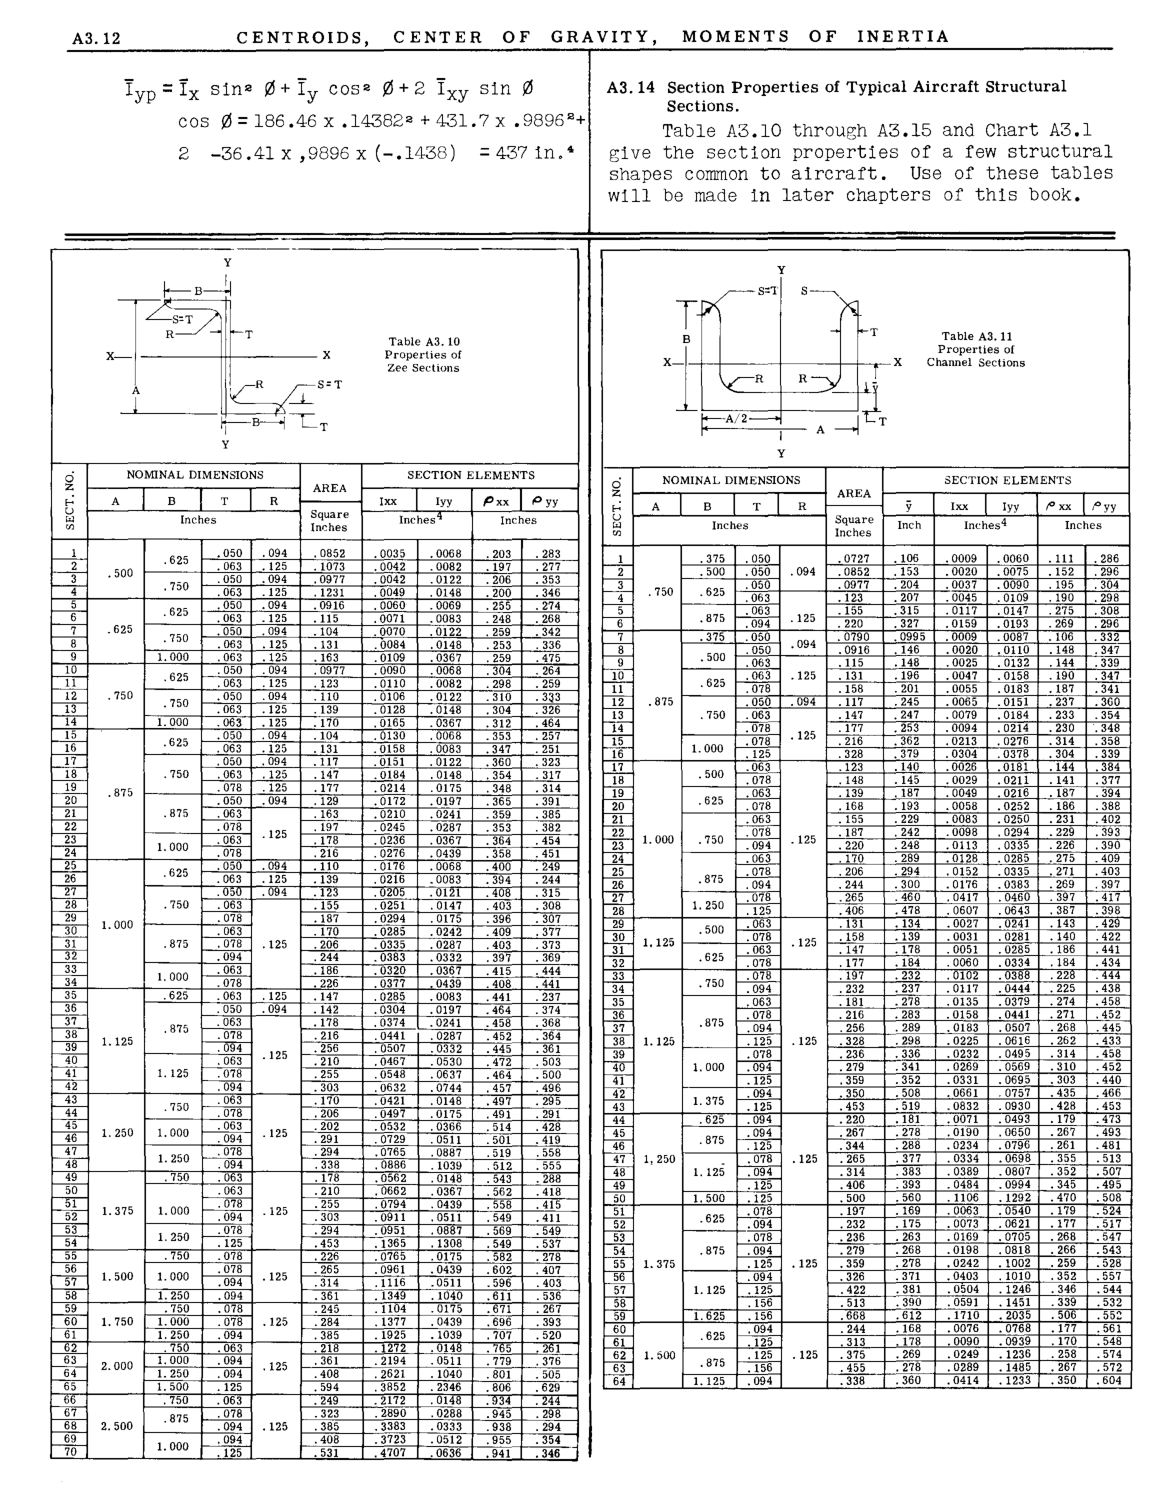 A3.12 CENTROIDS, CENTER OF GRAVITY, MOMENTS OF INERTIA
Īyp = Īx sin² Ø + Īy cos² Ø + 2 Īxy sin Ø
cos Ø = 186.46 x .14382² + 431.7 x .9896² +
2 -36.41 x ,9896 x (-.1438) = 437 in.⁴
A3.14 Section Properties of Typical Aircraft Structural
Sections.
Table A3.10 through A3.15 and Chart A3.1
give the section properties of a few structural
shapes common to aircraft. Use of these tables
will be made in later chapters of this book.
Y
B
S=T
R
T
X X
A
R S=T
B
T
Y
Table A3.10
Properties of
Zee Sections
SECT. NO. NOMINAL DIMENSIONS AREA SECTION ELEMENTS
A B T R Ixx Iyy ρxx ρyy
Inches Square Inches Inches⁴ Inches
1 .625 .050 .094 .0852 .0035 .0068 .203 .283
2 .500 .063 .125 .1073 .0042 .0082 .197 .277
3 .750 .050 .094 .0977 .0042 .0122 .206 .353
4 .063 .125 .1231 .0049 .0148 .200 .346
5 .625 .050 .094 .0916 .0060 .0069 .255 .274
6 .063 .125 .115 .0071 .0083 .248 .268
7 .625 .750 .050 .094 .104 .0070 .0122 .259 .342
8 .063 .125 .131 .0084 .0148 .253 .336
9 1.000 .063 .125 .163 .0109 .0367 .259 .475
10 .625 .050 .094 .0977 .0090 .0068 .304 .264
11 .063 .125 .123 .0110 .0082 .298 .259
12 .750 .750 .050 .094 .110 .0106 .0122 .310 .333
13 .063 .125 .139 .0128 .0148 .304 .326
14 1.000 .063 .125 .170 .0165 .0367 .312 .464
15 .625 .050 .094 .104 .0130 .0068 .353 .257
16 .063 .125 .131 .0158 .0083 .347 .251
17 .050 .094 .117 .0151 .0122 .360 .323
18 .750 .063 .125 .147 .0184 .0148 .354 .317
19 .875 .078 .125 .177 .0214 .0175 .348 .314
20 .050 .094 .129 .0172 .0197 .365 .391
21 .875 .063 .163 .0210 .0241 .359 .385
22 .078 .125 .197 .0245 .0287 .353 .382
23 1.000 .063 .178 .0236 .0367 .364 .454
24 .078 .216 .0276 .0439 .358 .451
25 .625 .050 .094 .110 .0176 .0068 .400 .249
26 .063 .125 .139 .0216 .0083 .394 .244
27 .050 .094 .123 .0205 .0121 .408 .315
28 .750 .063 .155 .0251 .0147 .403 .308
29 1.000 .078 .187 .0294 .0175 .396 .307
30 .063 .170 .0285 .0242 .409 .377
31 .875 .078 .125 .206 .0335 .0287 .403 .373
32 .094 .244 .0383 .0332 .397 .369
33 1.000 .063 .186 .0320 .0367 .415 .444
34 .078 .226 .0377 .0439 .408 .441
35 .625 .063 .125 .147 .0285 .0083 .441 .237
36 .050 .094 .142 .0304 .0197 .464 .374
37 .875 .063 .178 .0374 .0241 .458 .368
38 1.125 .078 .216 .0441 .0287 .452 .364
39 .094 .125 .256 .0507 .0332 .445 .361
40 .063 .210 .0467 .0530 .472 .503
41 1.125 .078 .255 .0548 .0637 .464 .500
42 .094 .303 .0632 .0744 .457 .496
43 .750 .063 .170 .0421 .0148 .497 .295
44 .078 .206 .0497 .0175 .491 .291
45 1.250 1.000 .063 .125 .202 .0532 .0366 .514 .428
46 .094 .291 .0729 .0511 .501 .419
47 1.250 .078 .294 .0765 .0887 .519 .558
48 .094 .338 .0886 .1039 .512 .555
49 .750 .063 .178 .0562 .0148 .543 .288
50 .063 .210 .0662 .0367 .562 .418
51 1.375 1.000 .078 .125 .255 .0794 .0439 .558 .415
52 .094 .303 .0911 .0511 .549 .411
53 1.250 .078 .294 .0951 .0887 .569 .549
54 .125 .453 .1365 .1308 .549 .537
55 .750 .078 .226 .0765 .0175 .582 .278
56 1.500 1.000 .078 .125 .265 .0961 .0439 .602 .407
57 .094 .314 .1116 .0511 .596 .403
58 1.250 .094 .361 .1349 .1040 .611 .536
59 .750 .078 .245 .1104 .0175 .671 .267
60 1.750 1.000 .078 .125 .284 .1377 .0439 .696 .393
61 1.250 .094 .385 .1925 .1039 .707 .520
62 .750 .063 .218 .1272 .0148 .765 .261
63 2.000 1.000 .094 .125 .361 .2194 .0511 .779 .376
64 1.250 .094 .408 .2621 .1040 .801 .505
65 1.500 .125 .594 .3852 .2346 .806 .629
66 .750 .063 .249 .2172 .0148 .934 .244
67 .875 .078 .323 .2890 .0288 .945 .298
68 2.500 .094 .125 .385 .3383 .0333 .938 .294
69 1.000 .094 .408 .3723 .0512 .955 .354
70 .125 .531 .4707 .0636 .941 .346
Y
S=T S
B T
X X
R R ȳ
A/2 T
A
Y
Table A3.11
Properties of
Channel Sections
SECT. NO. NOMINAL DIMENSIONS AREA SECTION ELEMENTS
A B T R ȳ Ixx Iyy ρxx ρyy
Inches Square Inches Inch Inches⁴ Inches
1 .375 .050 .0727 .106 .0009 .0060 .111 .286
2 .500 .050 .094 .0852 .153 .0020 .0075 .152 .296
3 .750 .625 .050 .0977 .204 .0037 .0090 .195 .304
4 .063 .123 .207 .0045 .0109 .190 .298
5 .875 .063 .125 .155 .315 .0117 .0147 .275 .308
6 .094 .220 .327 .0159 .0193 .269 .296
7 .375 .050 .094 .0790 .0995 .0009 .0087 .106 .332
8 .500 .050 .0916 .146 .0020 .0110 .148 .347
9 .063 .115 .148 .0025 .0132 .144 .339
10 .625 .063 .125 .131 .196 .0047 .0158 .190 .347
11 .078 .158 .201 .0055 .0183 .187 .341
12 .875 .050 .094 .117 .245 .0065 .0151 .237 .360
13 .750 .063 .147 .247 .0079 .0184 .233 .354
14 .078 .125 .177 .253 .0094 .0214 .230 .348
15 1.000 .078 .216 .362 .0213 .0276 .314 .358
16 .125 .328 .379 .0304 .0378 .304 .339
17 .500 .063 .123 .140 .0026 .0181 .144 .384
18 .078 .148 .145 .0029 .0211 .141 .377
19 .625 .063 .139 .187 .0049 .0216 .187 .394
20 .078 .168 .193 .0058 .0252 .186 .388
21 .063 .155 .229 .0083 .0250 .231 .402
22 1.000 .750 .078 .125 .187 .242 .0098 .0294 .229 .393
23 .094 .220 .248 .0113 .0335 .226 .390
24 .063 .170 .289 .0128 .0285 .275 .409
25 .875 .078 .206 .294 .0152 .0335 .271 .403
26 .094 .244 .300 .0176 .0383 .269 .397
27 1.250 .078 .265 .460 .0417 .0460 .397 .417
28 .125 .406 .478 .0607 .0643 .387 .398
29 .500 .063 .131 .134 .0027 .0241 .143 .429
30 1.125 .078 .125 .158 .139 .0031 .0281 .140 .422
31 .625 .063 .147 .178 .0051 .0285 .186 .441
32 .078 .177 .184 .0060 .0334 .184 .434
33 .750 .078 .197 .232 .0102 .0388 .228 .444
34 .094 .232 .237 .0117 .0444 .225 .438
35 .063 .181 .278 .0135 .0379 .274 .458
36 .875 .078 .216 .283 .0158 .0441 .271 .452
37 .094 .256 .289 .0183 .0507 .268 .445
38 1.125 .125 .125 .328 .298 .0225 .0616 .262 .433
39 .078 .236 .336 .0232 .0495 .314 .458
40 1.000 .094 .279 .341 .0269 .0569 .310 .452
41 .125 .359 .352 .0331 .0695 .303 .440
42 1.375 .094 .350 .508 .0661 .0757 .435 .466
43 .125 .453 .519 .0832 .0930 .428 .453
44 .625 .094 .220 .181 .0071 .0493 .179 .473
45 .875 .094 .267 .278 .0190 .0650 .267 .493
46 .125 .344 .288 .0234 .0796 .261 .481
47 1,250 .078 .125 .265 .377 .0334 .0698 .355 .513
48 1.125 .094 .314 .383 .0389 .0807 .352 .507
49 .125 .406 .393 .0484 .0994 .345 .495
50 1.500 .125 .500 .560 .1106 .1292 .470 .508
51 .625 .078 .197 .169 .0063 .0540 .179 .524
52 .094 .232 .175 .0073 .0621 .177 .517
53 .078 .236 .263 .0169 .0705 .268 .547
54 .875 .094 .279 .268 .0198 .0818 .266 .543
55 1.375 .125 .125 .359 .278 .0242 .1002 .259 .528
56 .094 .326 .371 .0403 .1010 .352 .557
57 1.125 .125 .422 .381 .0504 .1246 .346 .544
58 .156 .513 .390 .0591 .1451 .339 .532
59 1.625 .156 .668 .612 .1710 .2035 .506 .552
60 .625 .094 .244 .168 .0076 .0768 .177 .561
61 .125 .313 .178 .0090 .0939 .170 .548
62 1.500 .875 .125 .125 .375 .269 .0249 .1236 .258 .574
63 .156 .455 .278 .0289 .1485 .267 .572
64 1.125 .094 .338 .360 .0414 .1233 .350 .604